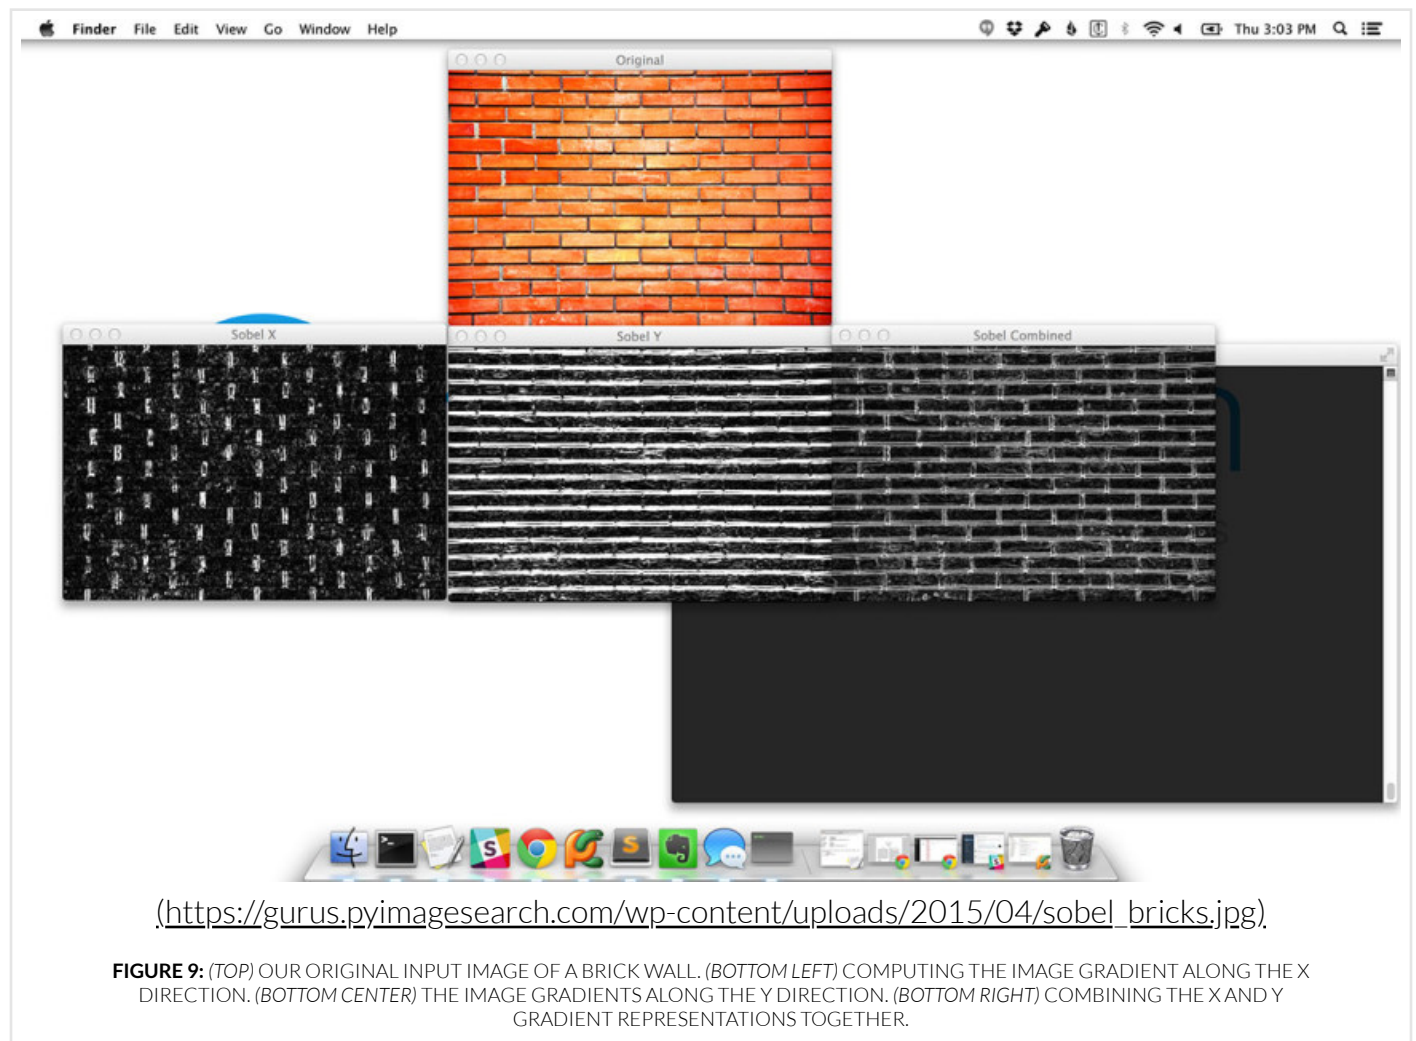 Finder File Edit View Go Window Help Thu 3:03 PM
Original
Sobel X Sobel Y Sobel Combined
(https://gurus.pyimagesearch.com/wp-content/uploads/2015/04/sobel_bricks.jpg)
FIGURE 9: (TOP) OUR ORIGINAL INPUT IMAGE OF A BRICK WALL. (BOTTOM LEFT) COMPUTING THE IMAGE GRADIENT ALONG THE X
DIRECTION. (BOTTOM CENTER) THE IMAGE GRADIENTS ALONG THE Y DIRECTION. (BOTTOM RIGHT) COMBINING THE X AND Y
GRADIENT REPRESENTATIONS TOGETHER.